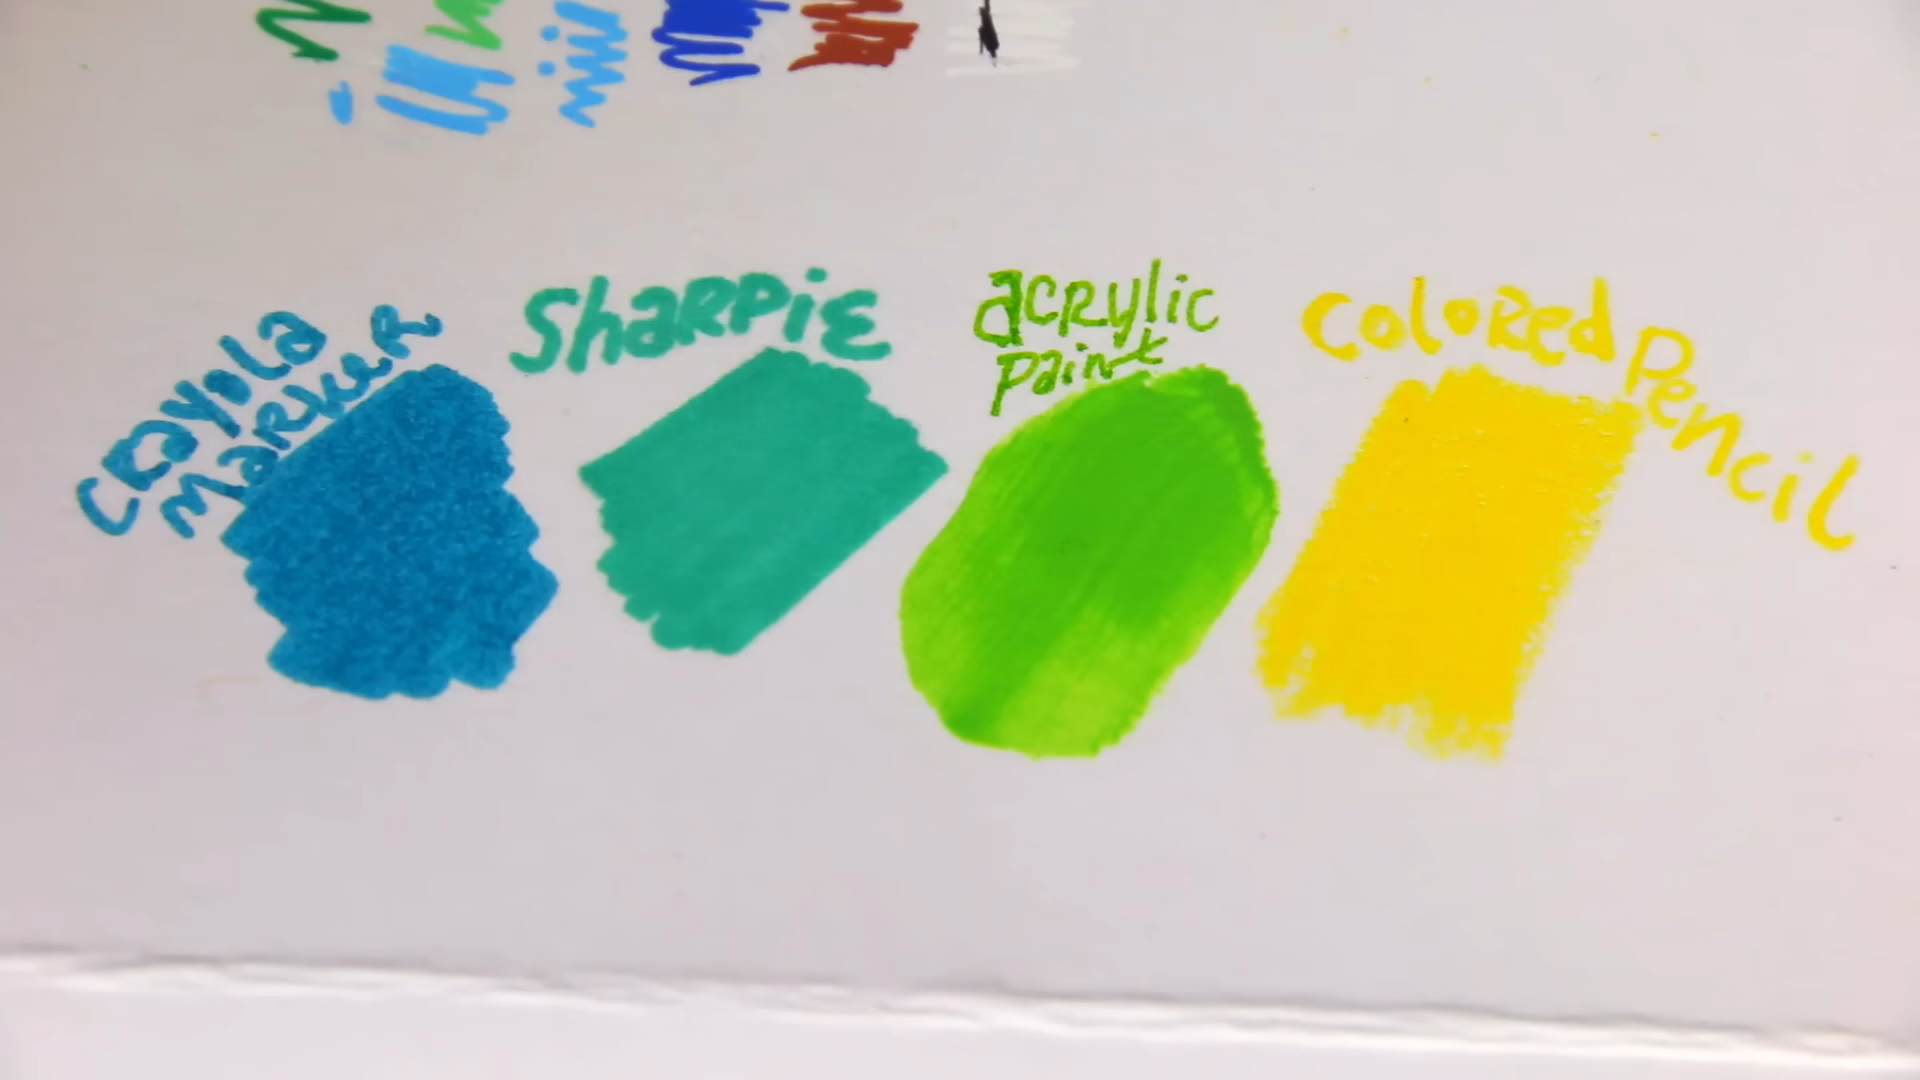 crayola
marker
Sharpie
acrylic
paint
Colored Pencil